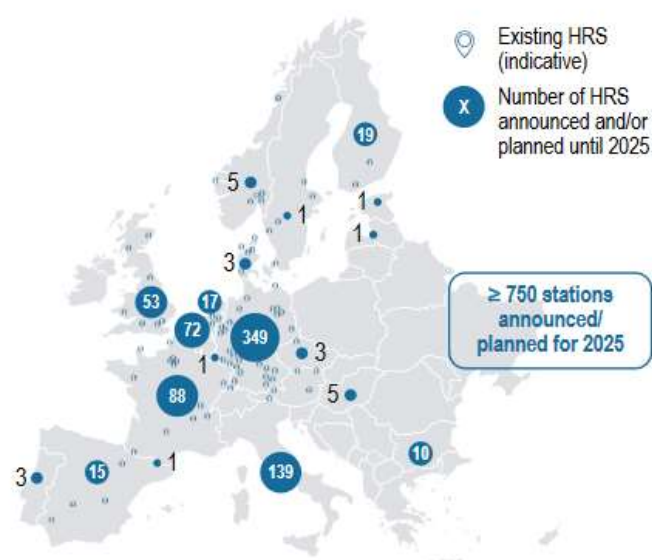 Existing HRS
(indicative)
X
Number of HRS
announced and/or
planned until 2025
19
5
1
1
1
3
53
17
72
349
≥ 750 stations
announced/
planned for 2025
1
3
88
5
10
139
15
1
3